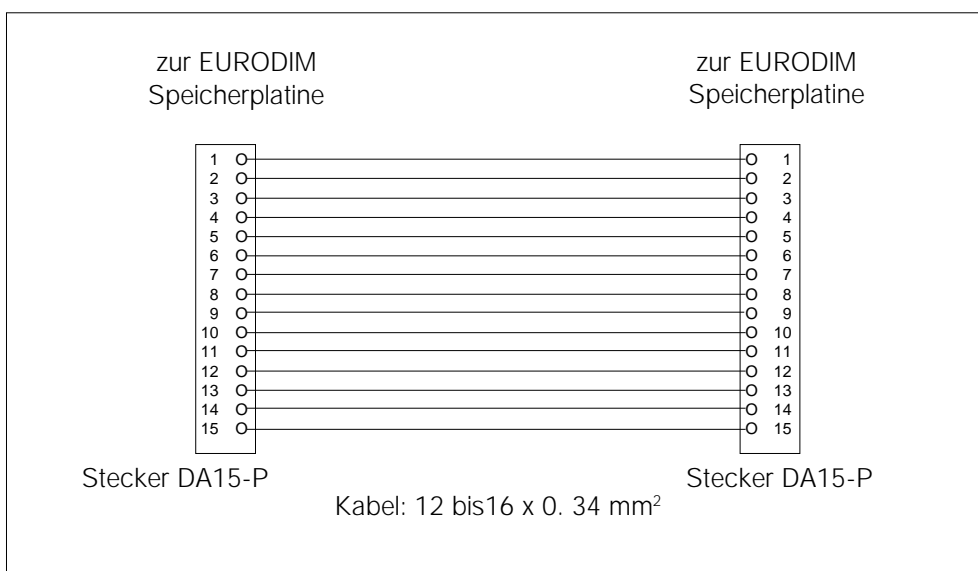 zur EURODIM zur EURODIM
Speicherplatine Speicherplatine
1 O O 1
2 O O 2
3 O O 3
4 O O 4
5 O O 5
6 O O 6
7 O O 7
8 O O 8
9 O O 9
10 O O 10
11 O O 11
12 O O 12
13 O O 13
14 O O 14
15 O O 15
Stecker DA15-P Stecker DA15-P
Kabel: 12 bis16 x 0. 34 mm²